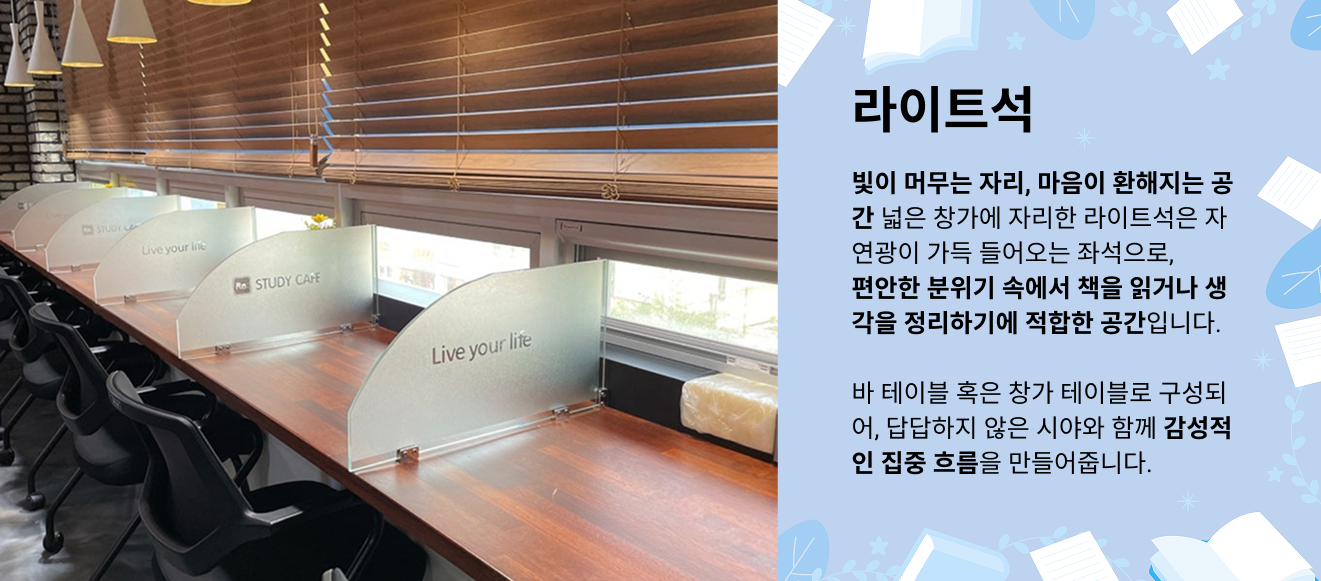 STUDY CAFE
Live your life
Rn STUDY CAFE
Live your life
라이트석
빛이 머무는 자리, 마음이 환해지는 공
간 넓은 창가에 자리한 라이트석은 자
연광이 가득 들어오는 좌석으로,
편안한 분위기 속에서 책을 읽거나 생
각을 정리하기에 적합한 공간입니다.
바 테이블 혹은 창가 테이블로 구성되
어, 답답하지 않은 시야와 함께 감성적
인 집중 흐름을 만들어줍니다.